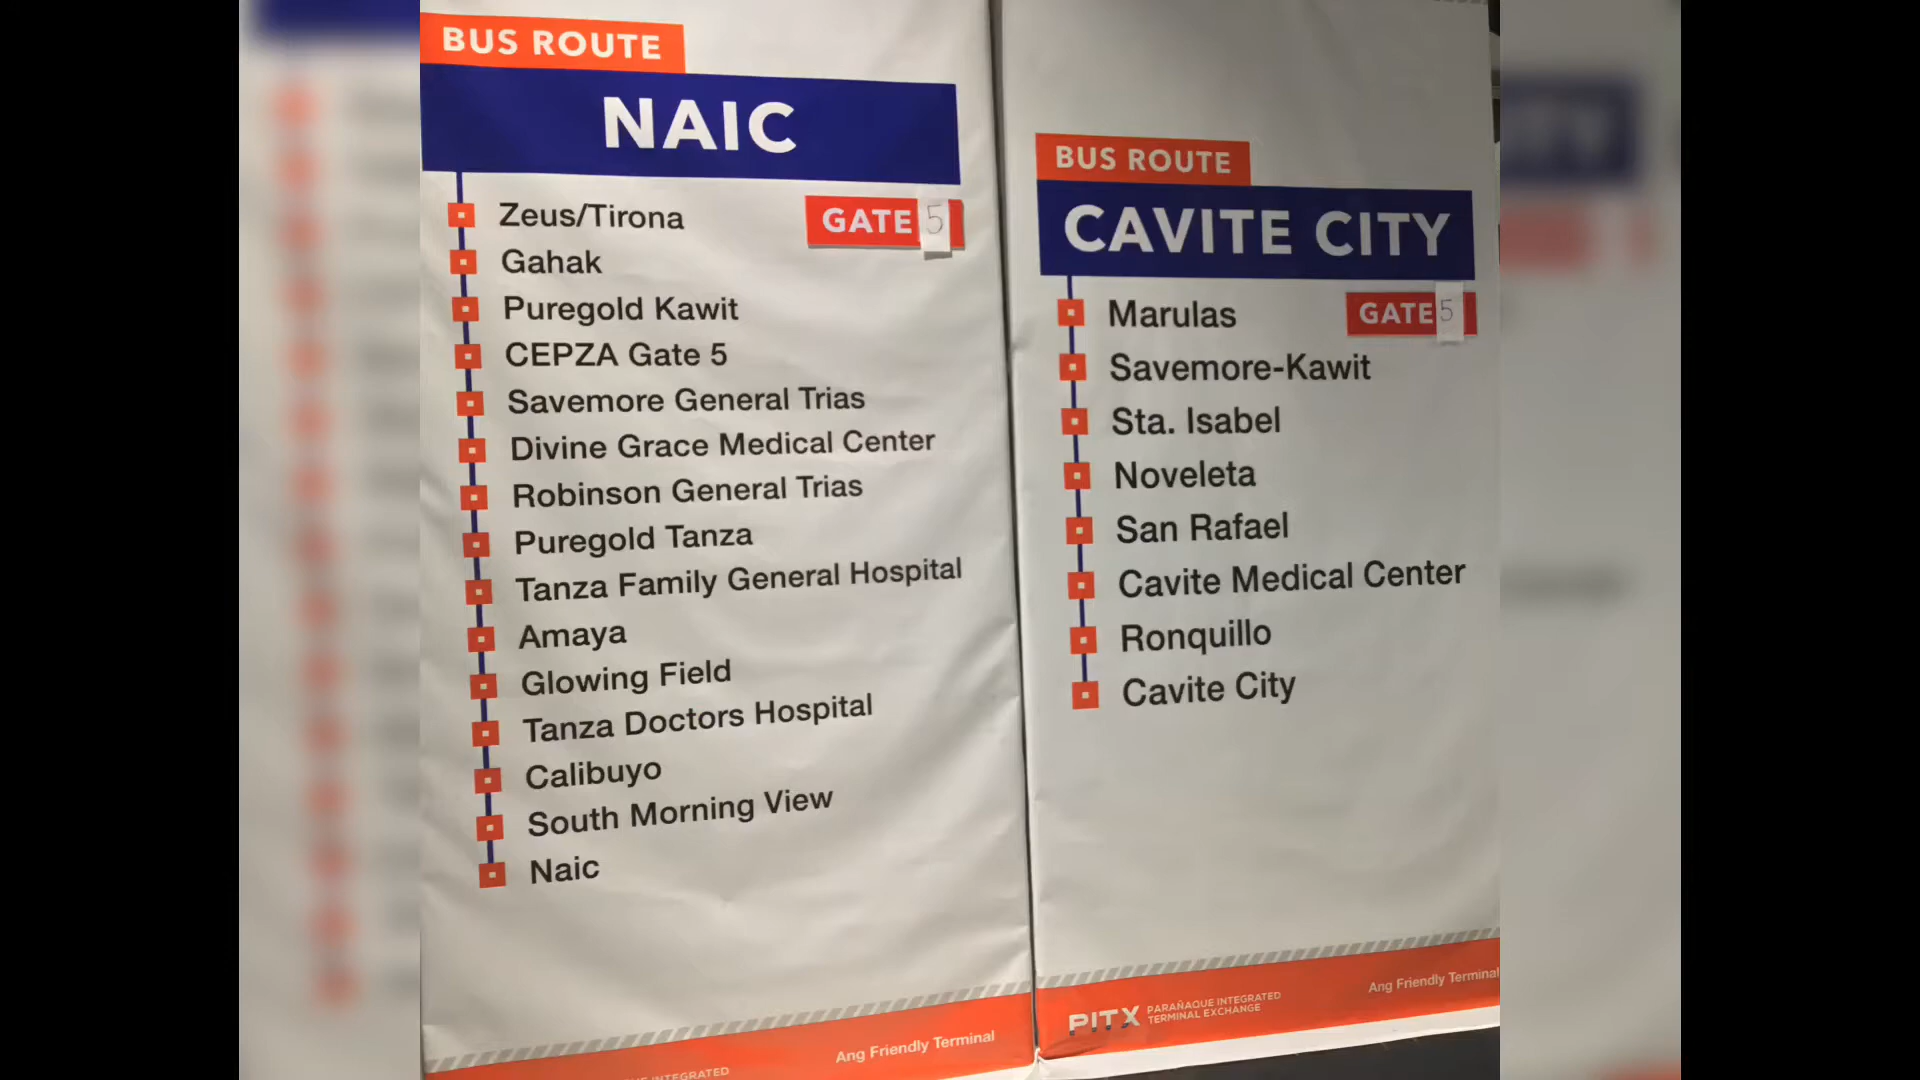 BUS ROUTE
NAIC
GATE 5
Zeus/Tirona
Gahak
Puregold Kawit
CEPZA Gate 5
Savemore General Trias
Divine Grace Medical Center
Robinson General Trias
Puregold Tanza
Tanza Family General Hospital
Amaya
Glowing Field
Tanza Doctors Hospital
Calibuyo
South Morning View
Naic
INTEGRATED
Ang Friendly Terminal
BUS ROUTE
CAVITE CITY
GATE 5
Marulas
Savemore-Kawit
Sta. Isabel
Noveleta
San Rafael
Cavite Medical Center
Ronquillo
Cavite City
PITX
PARAÑAQUE INTEGRATED
TERMINAL EXCHANGE
Ang Friendly Terminal